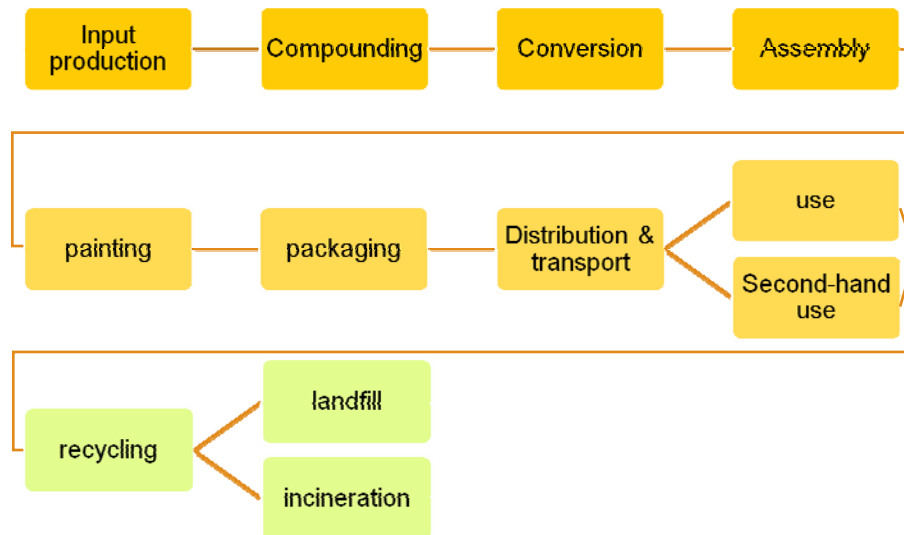 Input
production
Compounding
Conversion
Assembly
painting
packaging
Distribution &
transport
use
Second-hand
use
recycling
landfill
incineration